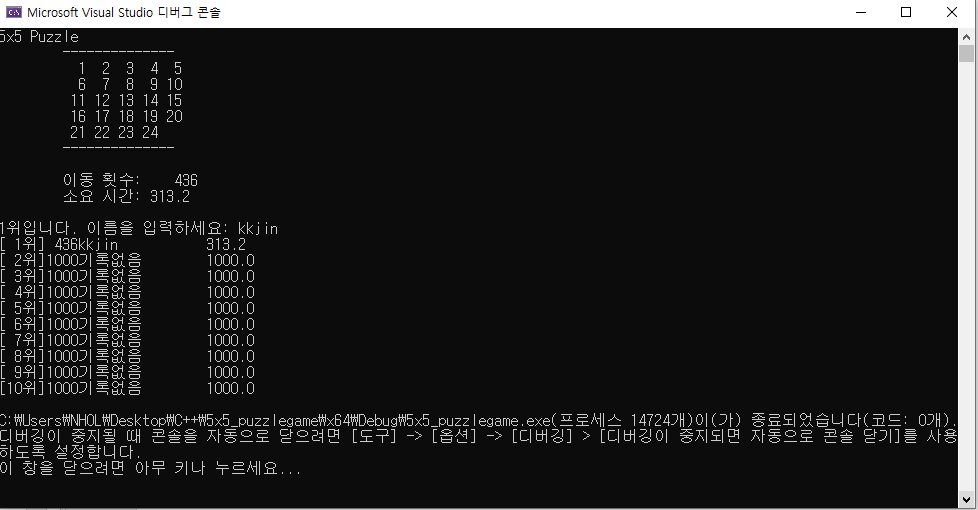 Microsoft Visual Studio 디버그 콘솔
5x5 Puzzle
--------------
1 2 3 4 5
6 7 8 9 10
11 12 13 14 15
16 17 18 19 20
21 22 23 24
--------------
이동 횟수: 436
소요 시간: 313.2
1위입니다. 이름을 입력하세요: kkjin
[ 1위] 436kkjin 313.2
[ 2위]1000기록없음 1000.0
[ 3위]1000기록없음 1000.0
[ 4위]1000기록없음 1000.0
[ 5위]1000기록없음 1000.0
[ 6위]1000기록없음 1000.0
[ 7위]1000기록없음 1000.0
[ 8위]1000기록없음 1000.0
[ 9위]1000기록없음 1000.0
[10위]1000기록없음 1000.0
C:₩Users₩NHOL₩Desktop₩C++₩5x5_puzzlegame₩x64₩Debug₩5x5_puzzlegame.exe(프로세스 14724개)이(가) 종료되었습니다(코드: 0개).
디버깅이 중지될 때 콘솔을 자동으로 닫으려면 [도구] -> [옵션] -> [디버깅] > [디버깅이 중지되면 자동으로 콘솔 닫기]를 사용
하도록 설정합니다.
이 창을 닫으려면 아무 키나 누르세요...